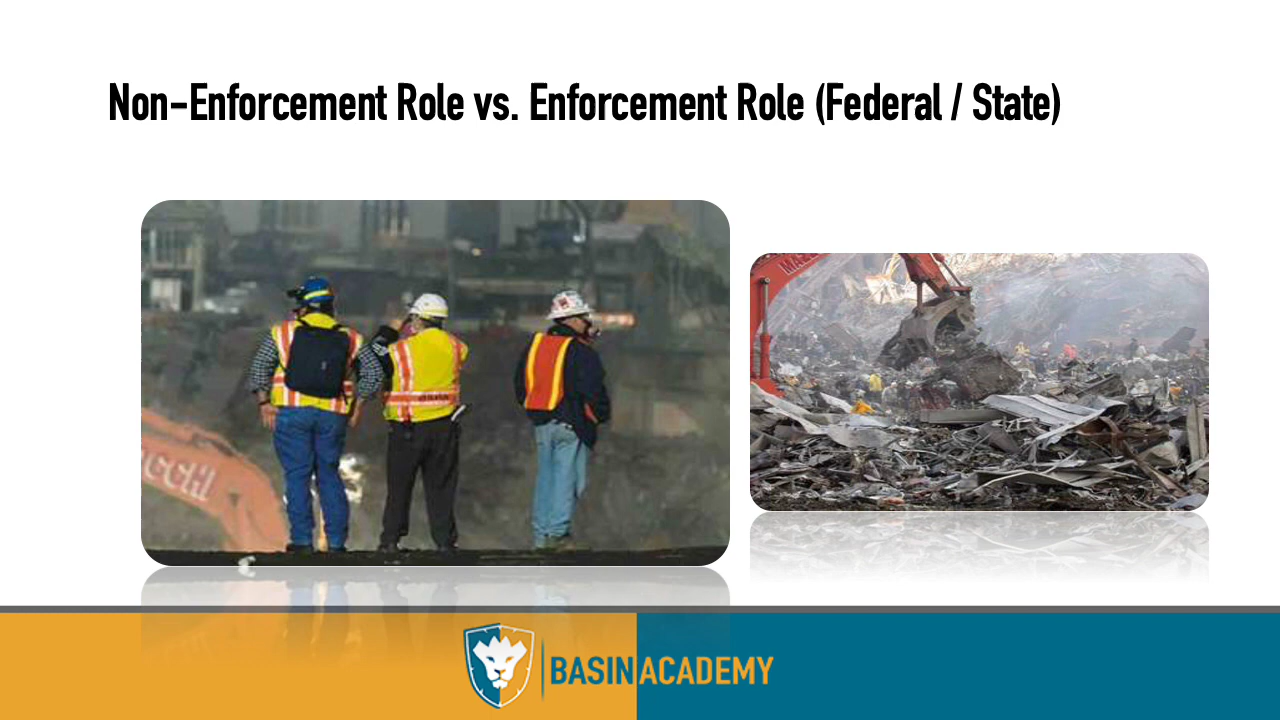 Non-Enforcement Role vs. Enforcement Role (Federal / State)
BASIN ACADEMY